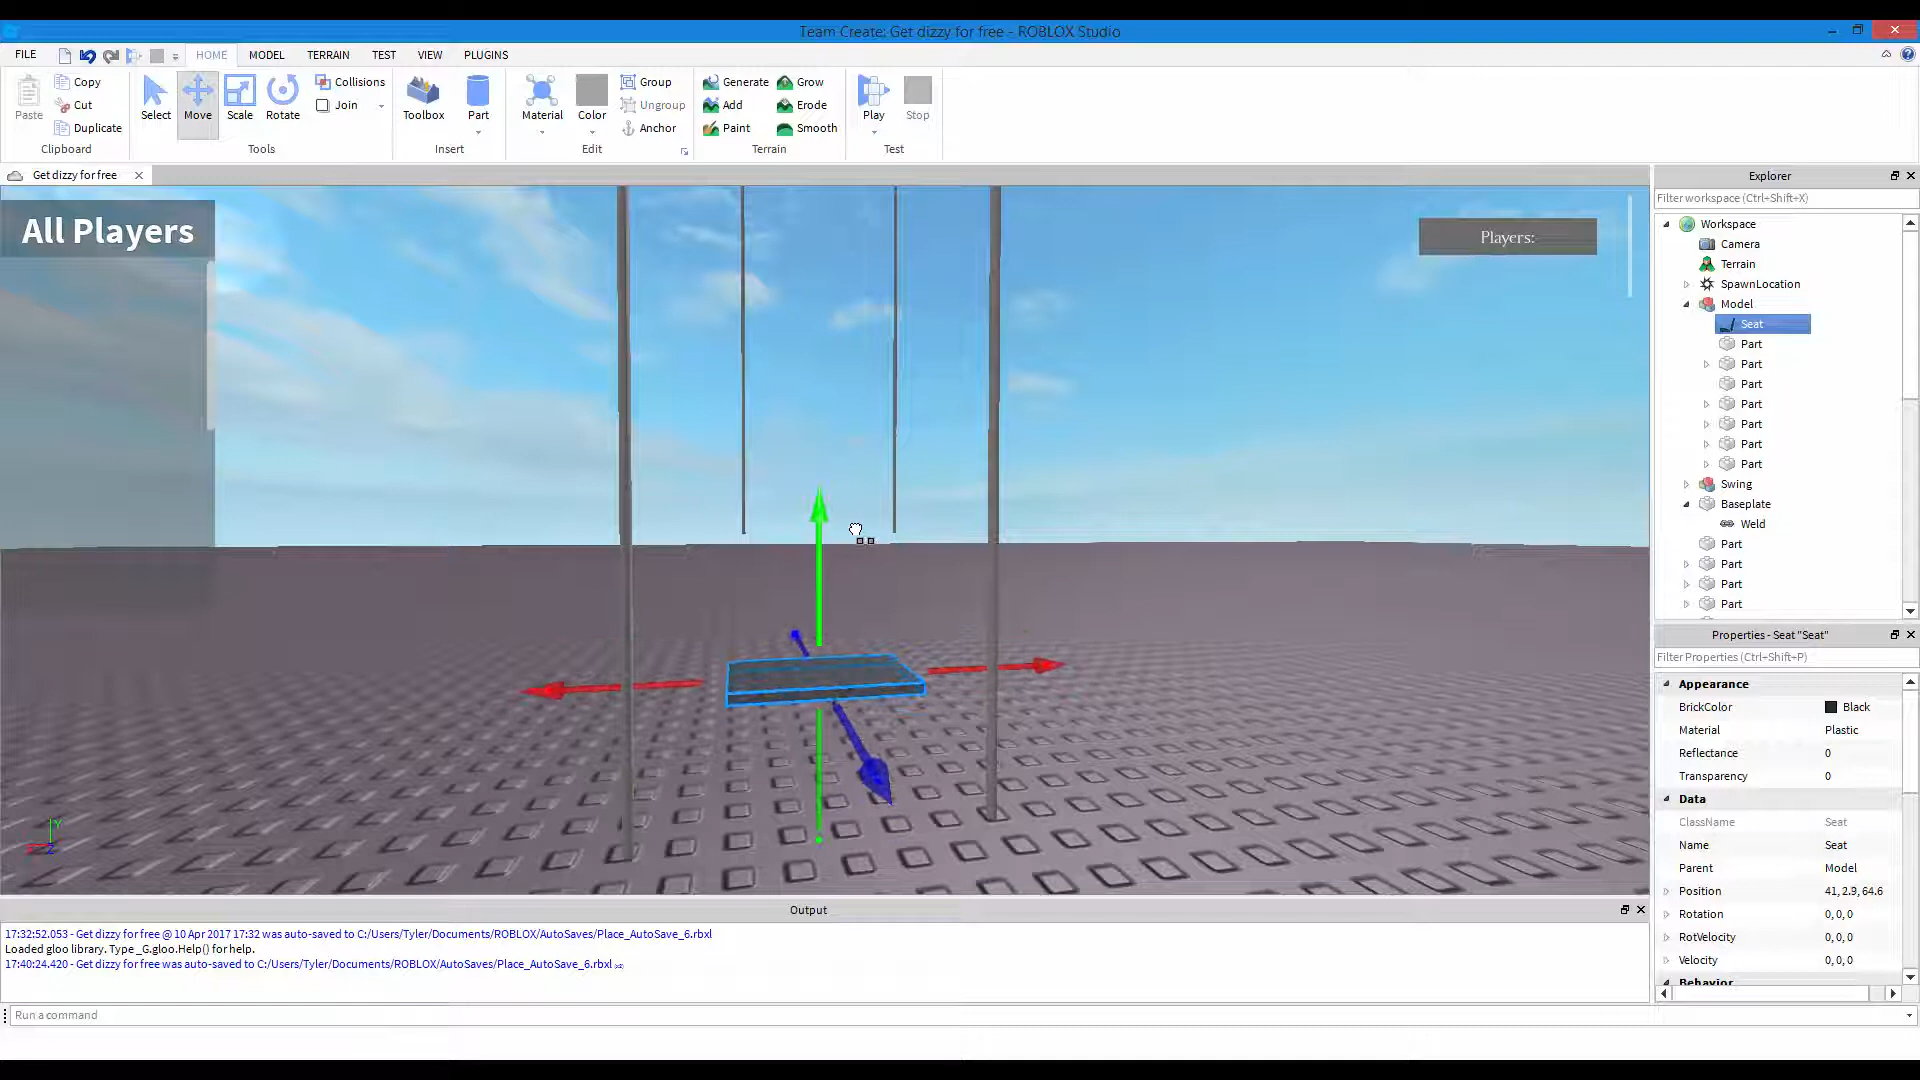 Team Create: Get dizzy for free - ROBLOX Studio
FILE HOME MODEL TERRAIN TEST VIEW PLUGINS
Paste Copy Cut Duplicate Clipboard
Select Move Scale Rotate Collisions Join Tools
Toolbox Part Insert
Material Color Group Ungroup Anchor Edit
Generate Grow Add Erode Paint Smooth Terrain
Play Stop Test
Get dizzy for free
All Players
Players:
Explorer
Filter workspace (Ctrl+Shift+X)
Workspace
Camera
Terrain
SpawnLocation
Model
Seat
Part
Part
Part
Part
Part
Part
Part
Swing
Baseplate
Weld
Part
Part
Part
Part
Properties - Seat "Seat"
Filter Properties (Ctrl+Shift+P)
Appearance
BrickColor Black
Material Plastic
Reflectance 0
Transparency 0
Data
ClassName Seat
Name Seat
Parent Model
Position 41, 2.9, 64.6
Rotation 0, 0, 0
RotVelocity 0, 0, 0
Velocity 0, 0, 0
Behavior
Output
17:32:52.053 - Get dizzy for free @ 10 Apr 2017 17:32 was auto-saved to C:/Users/Tyler/Documents/ROBLOX/AutoSaves/Place_AutoSave_6.rbxl
Loaded gloo library. Type _G.gloo.Help() for help.
17:40:24.420 - Get dizzy for free was auto-saved to C:/Users/Tyler/Documents/ROBLOX/AutoSaves/Place_AutoSave_6.rbxl
Run a command